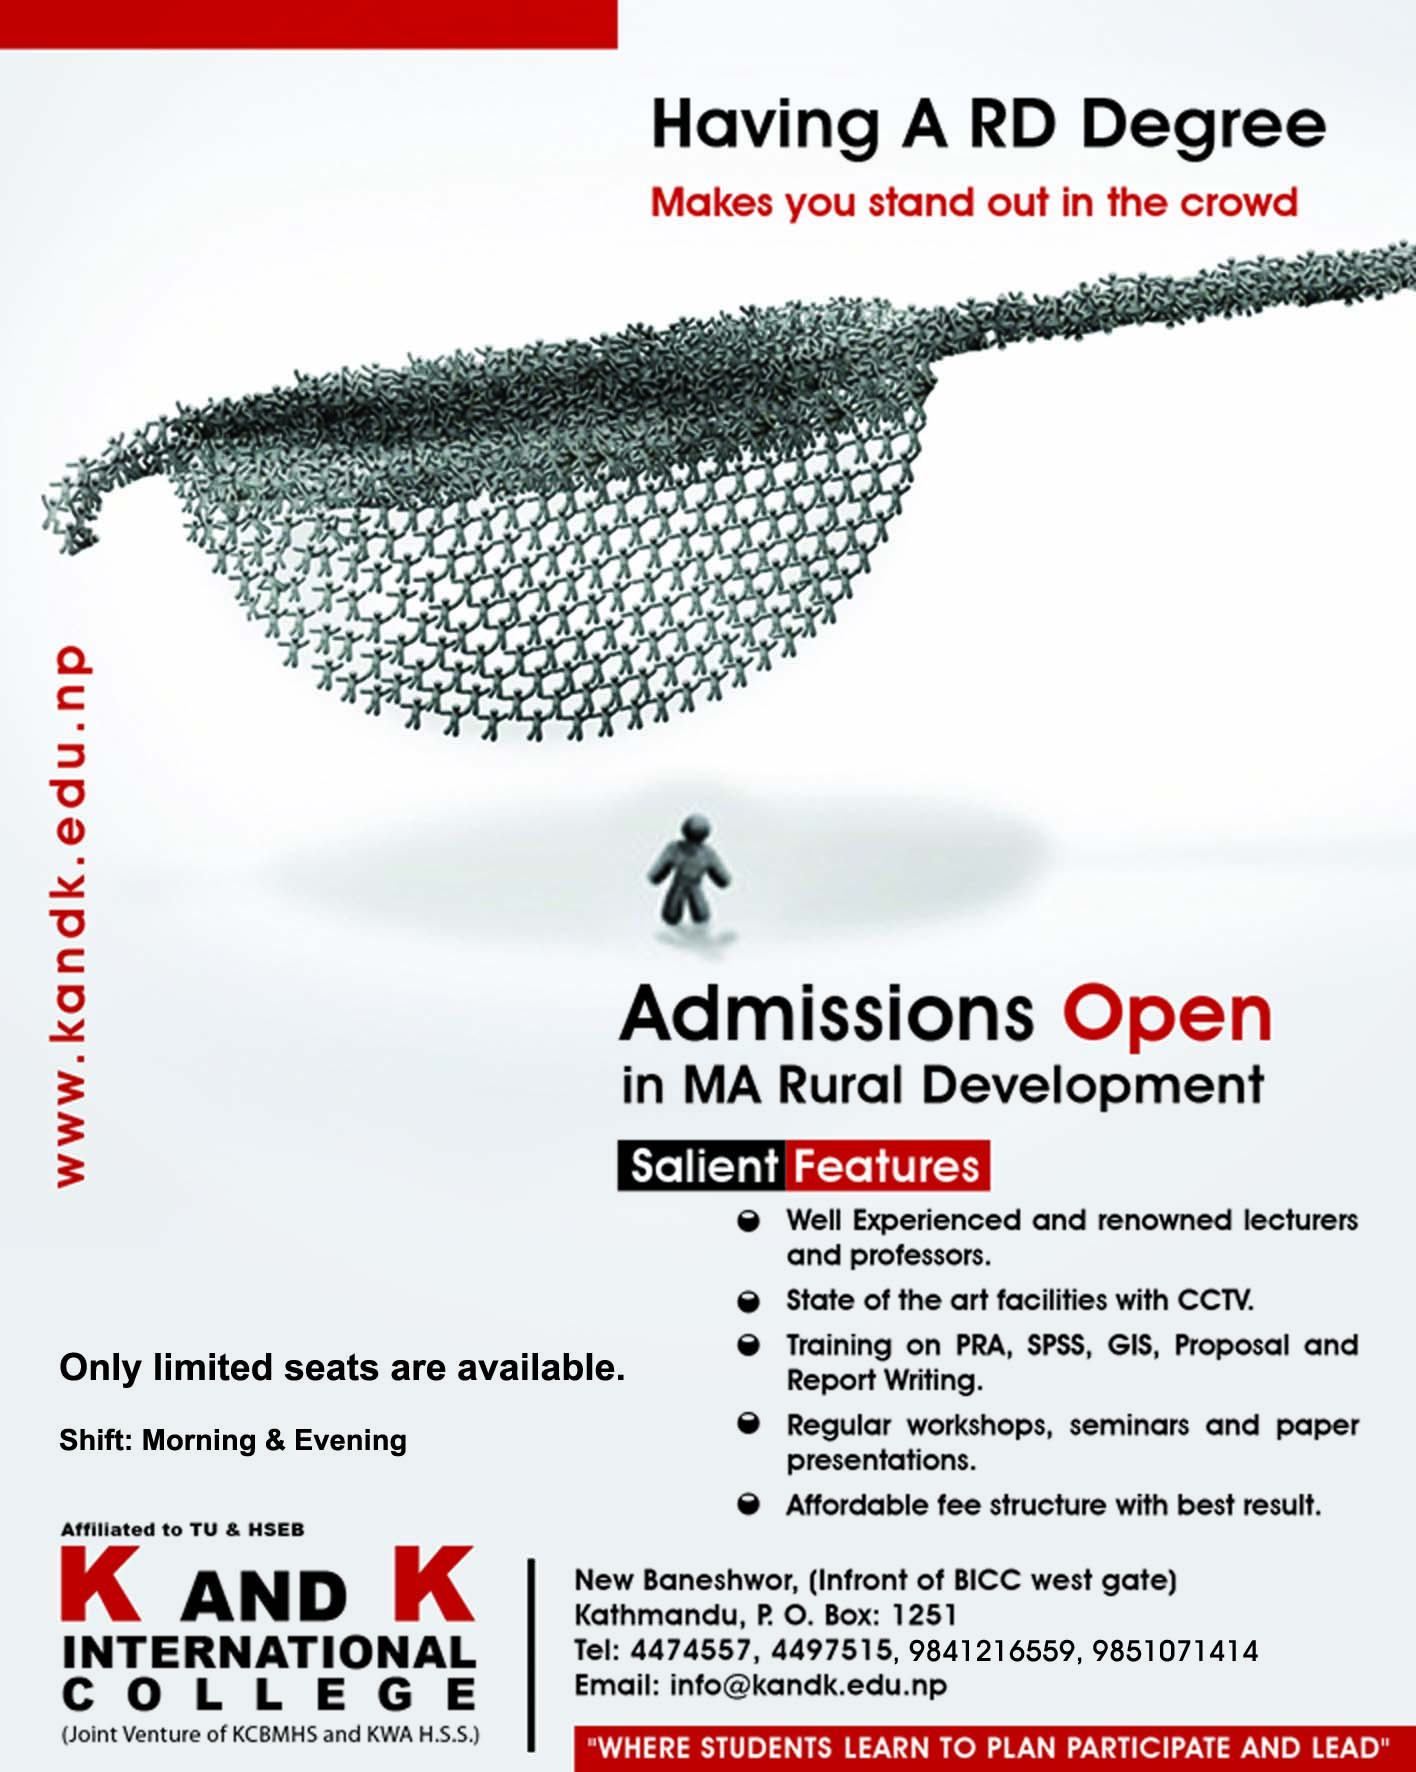 Having A RD Degree
Makes you stand out in the crowd
www.kandk.edu.np
Admissions Open
in MA Rural Development
Salient Features
Well Experienced and renowned lecturers
and professors.
State of the art facilities with CCTV.
Training on PRA, SPSS, GIS, Proposal and
Report Writing.
Regular workshops, seminars and paper
presentations.
Affordable fee structure with best result.
Only limited seats are available.
Shift: Morning & Evening
Affiliated to TU & HSEB
K AND K
INTERNATIONAL
COLLEGE
(Joint Venture of KCBMHS and KWA H.S.S.)
New Baneshwor, (Infront of BICC west gate)
Kathmandu, P. O. Box: 1251
Tel: 4474557, 4497515, 9841216559, 9851071414
Email: info@kandk.edu.np
"WHERE STUDENTS LEARN TO PLAN PARTICIPATE AND LEAD"